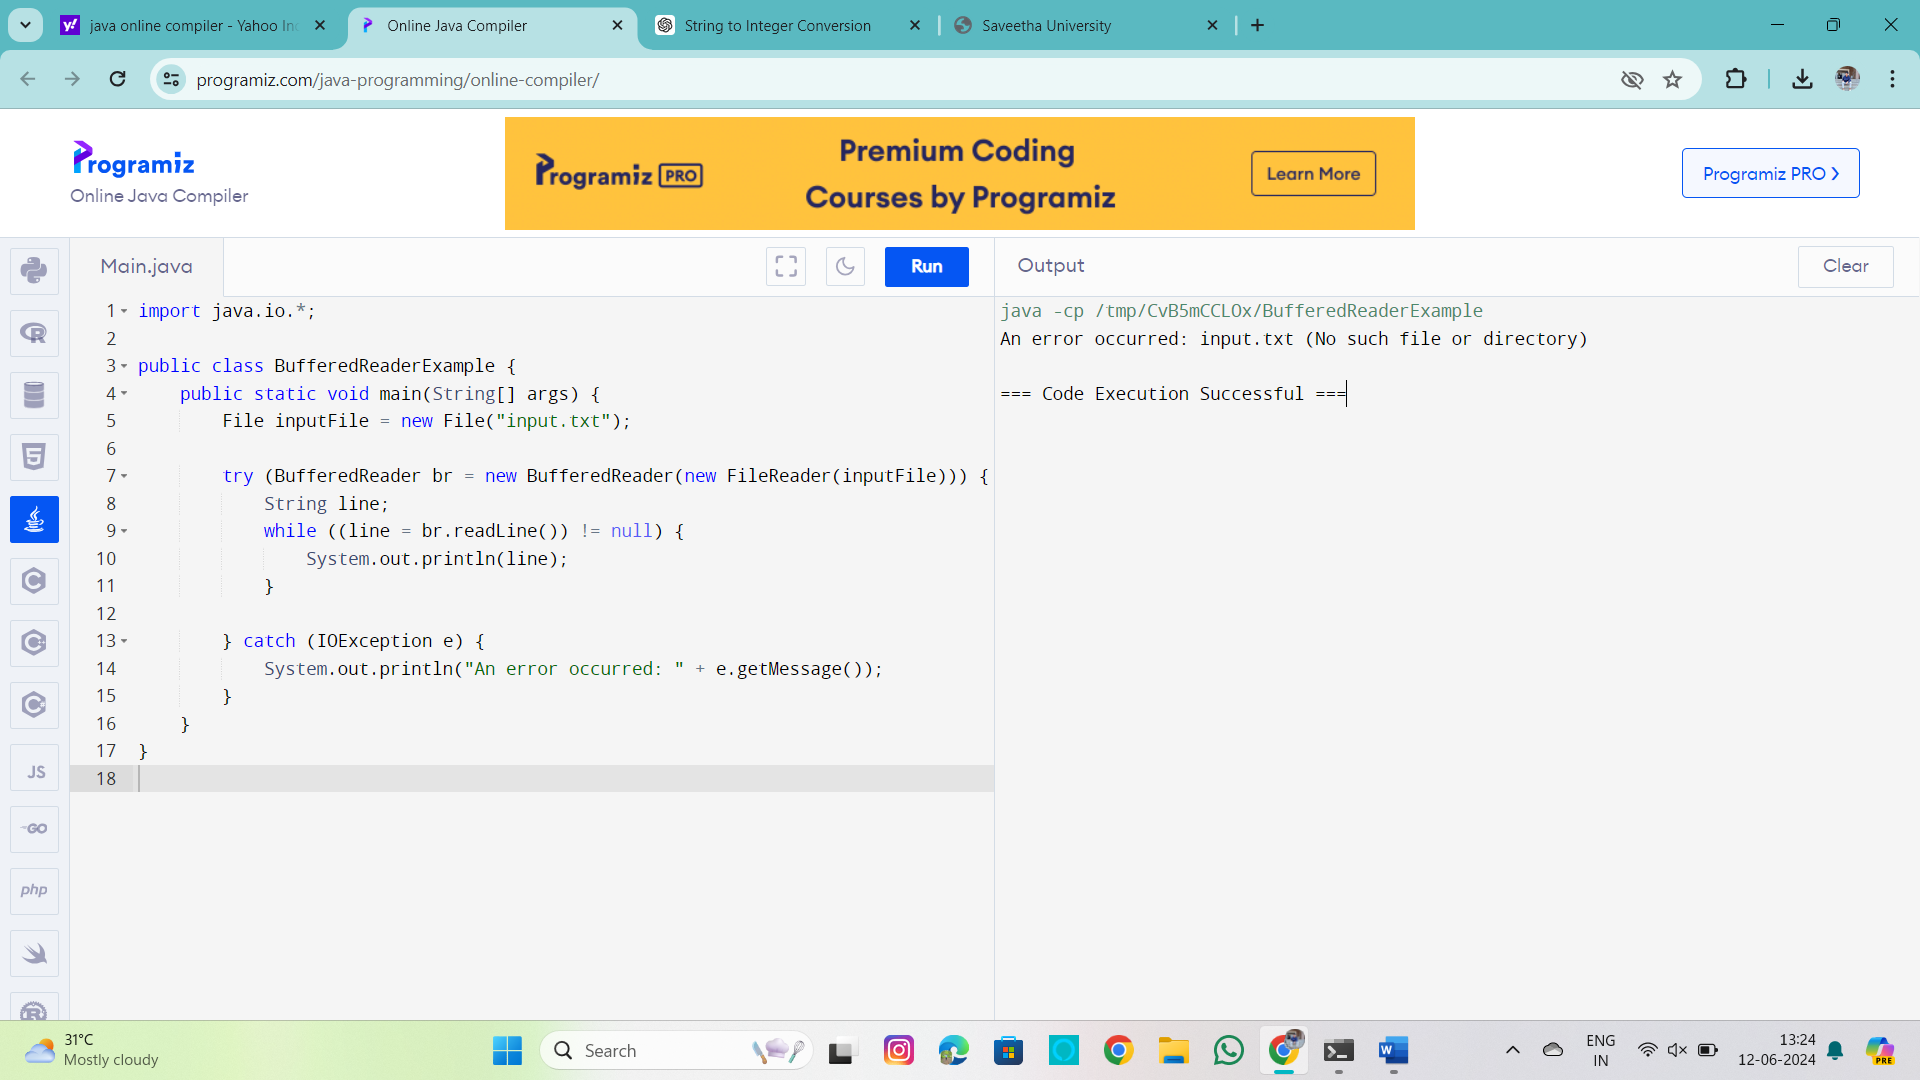 java online compiler - Yahoo Inc
Online Java Compiler
String to Integer Conversion
Saveetha University
programiz.com/java-programming/online-compiler/
Programiz
Online Java Compiler
Programiz PRO
Premium Coding
Courses by Programiz
Learn More
Programiz PRO
Main.java
Run
Output
Clear
1 import java.io.*;
2
3 public class BufferedReaderExample {
4 public static void main(String[] args) {
5 File inputFile = new File("input.txt");
6
7 try (BufferedReader br = new BufferedReader(new FileReader(inputFile))) {
8 String line;
9 while ((line = br.readLine()) != null) {
10 System.out.println(line);
11 }
12
13 } catch (IOException e) {
14 System.out.println("An error occurred: " + e.getMessage());
15 }
16 }
17 }
18
java -cp /tmp/CvB5mCCLOx/BufferedReaderExample
An error occurred: input.txt (No such file or directory)
=== Code Execution Successful ===
JS
GO
php
31°C
Mostly cloudy
Search
ENG
IN
13:24
12-06-2024
PRE